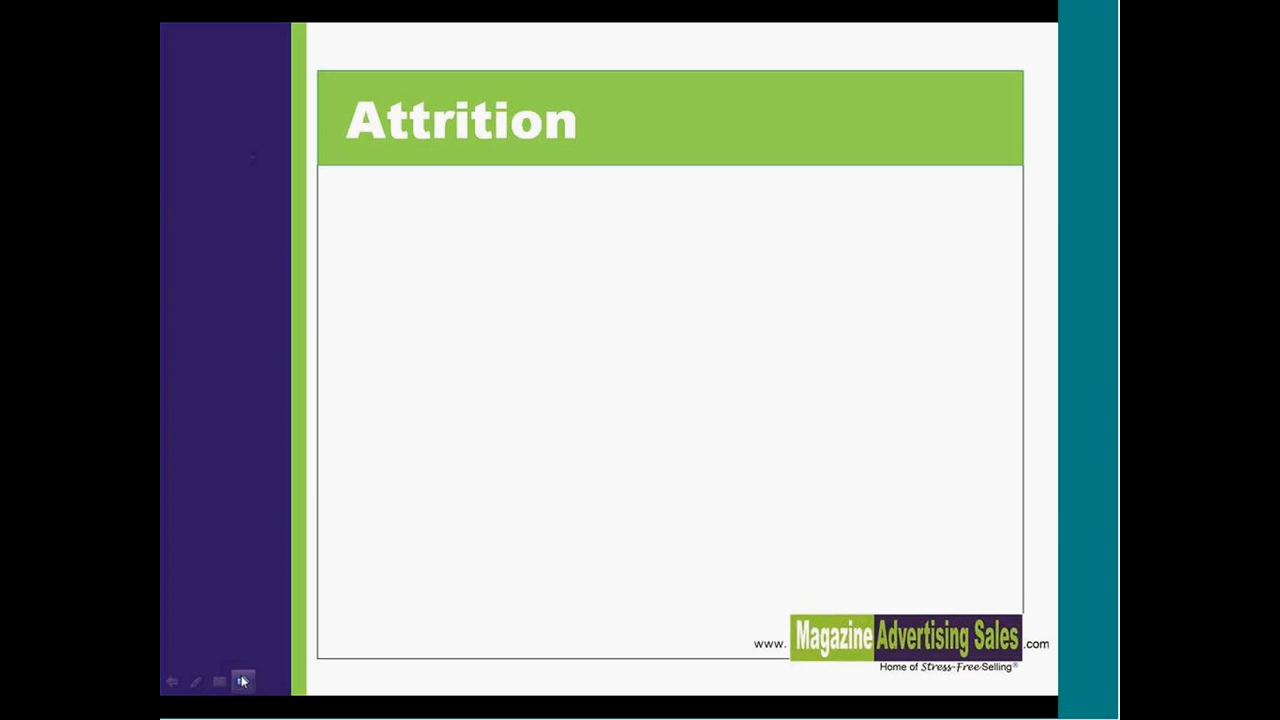 Attrition
www. Magazine Advertising Sales .com
Home of Stress-Free Selling®